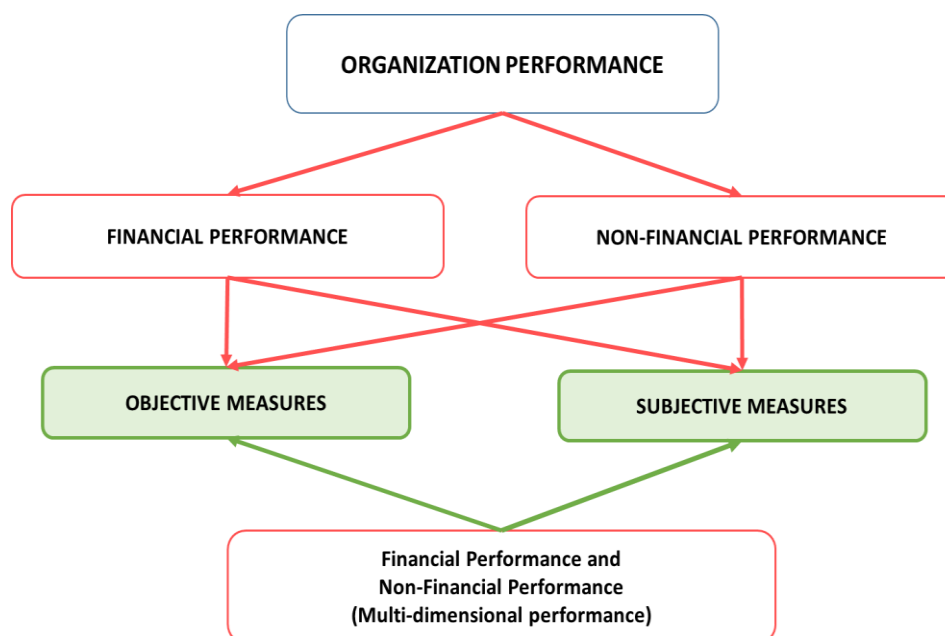 ORGANIZATION PERFORMANCE
FINANCIAL PERFORMANCE
NON-FINANCIAL PERFORMANCE
OBJECTIVE MEASURES
SUBJECTIVE MEASURES
Financial Performance and
Non-Financial Performance
(Multi-dimensional performance)